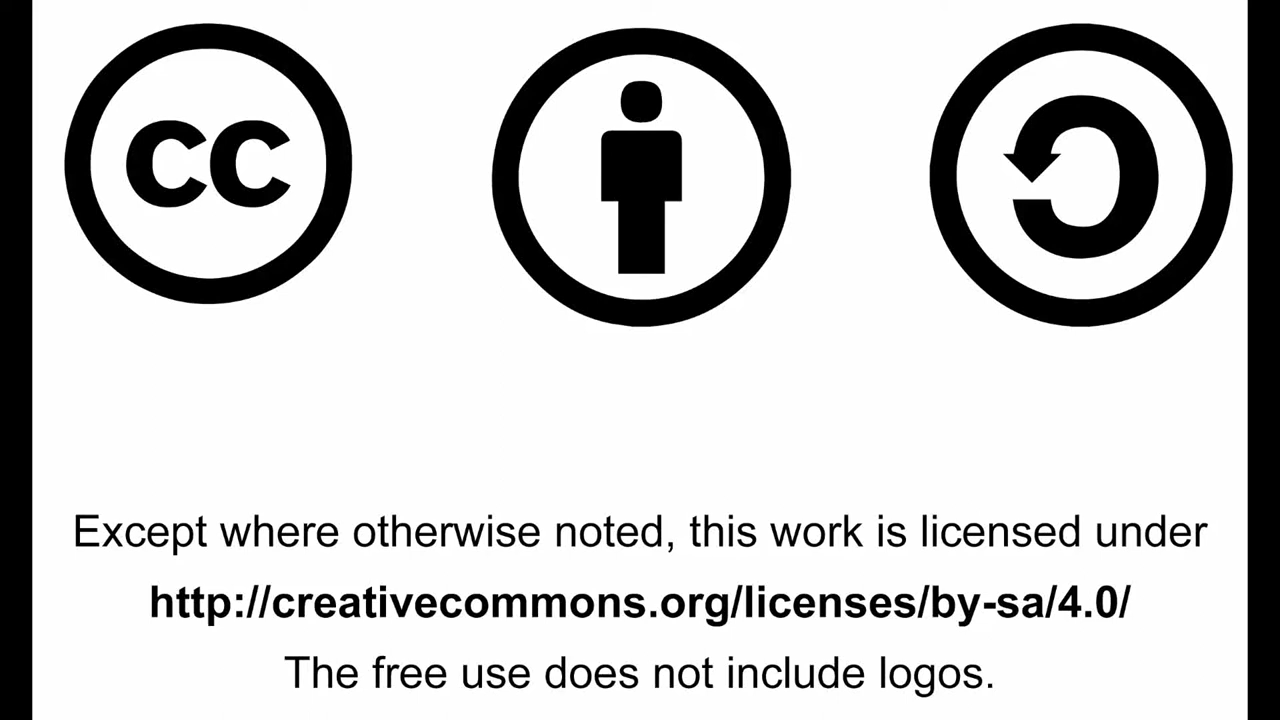 cc
Except where otherwise noted, this work is licensed under
http://creativecommons.org/licenses/by-sa/4.0/
The free use does not include logos.